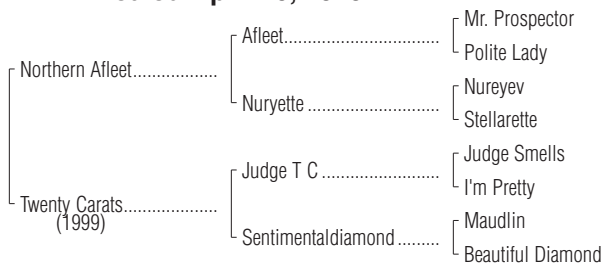 Afleet
Mr. Prospector
Polite Lady
Northern Afleet
Nuryette
Nureyev
Stellarette
Judge T C
Judge Smells
I'm Pretty
Twenty Carats
(1999)
Sentimentaldiamond
Maudlin
Beautiful Diamond